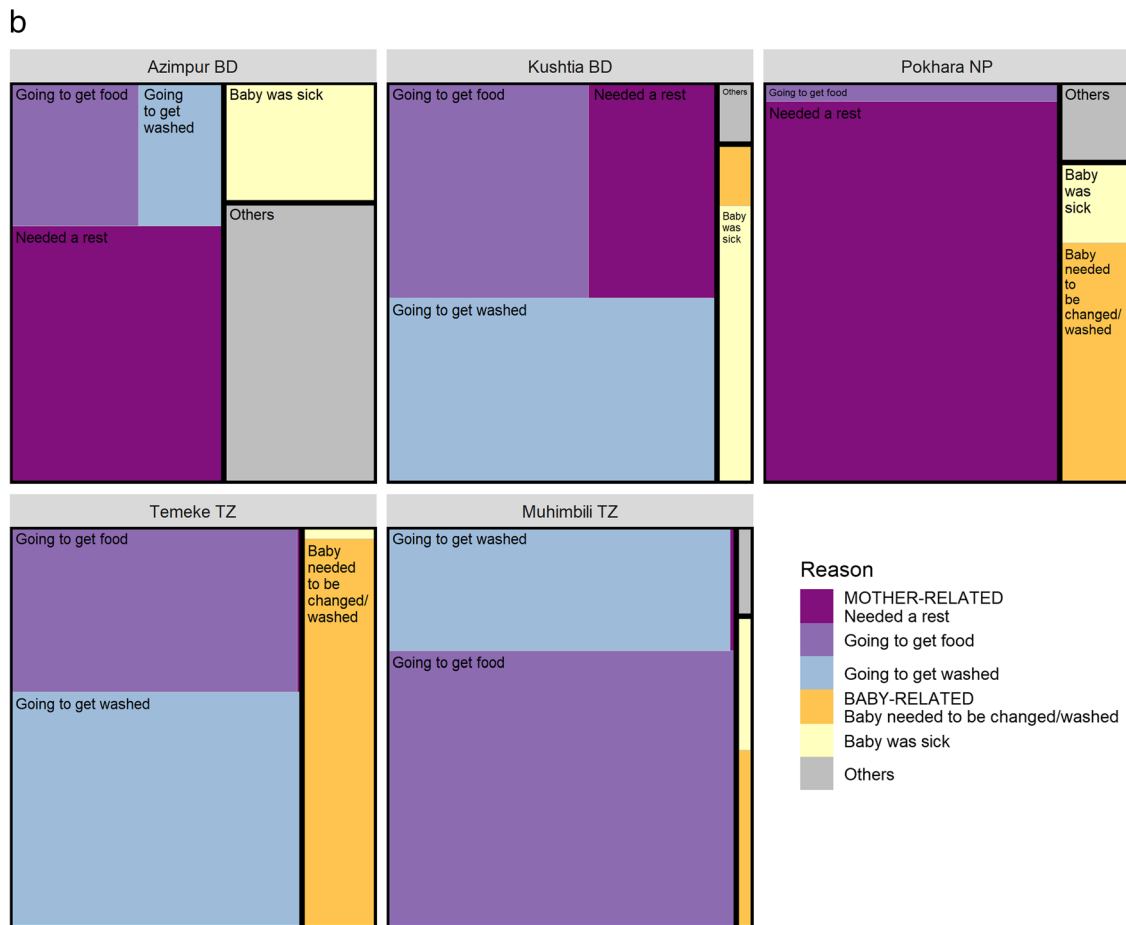 b
Azimpur BD
Going to get food
Going
to get
washed
Baby was sick
Needed a rest
Others
Kushtia BD
Going to get food
Needed a rest
Others
Baby
was
sick
Going to get washed
Pokhara NP
Going to get food
Needed a rest
Others
Baby
was
sick
Baby
needed
to
be
changed/
washed
Temeke TZ
Going to get food
Baby
needed
to be
changed/
washed
Going to get washed
Muhimbili TZ
Going to get washed
Going to get food
Reason
MOTHER-RELATED
Needed a rest
Going to get food
Going to get washed
BABY-RELATED
Baby needed to be changed/washed
Baby was sick
Others